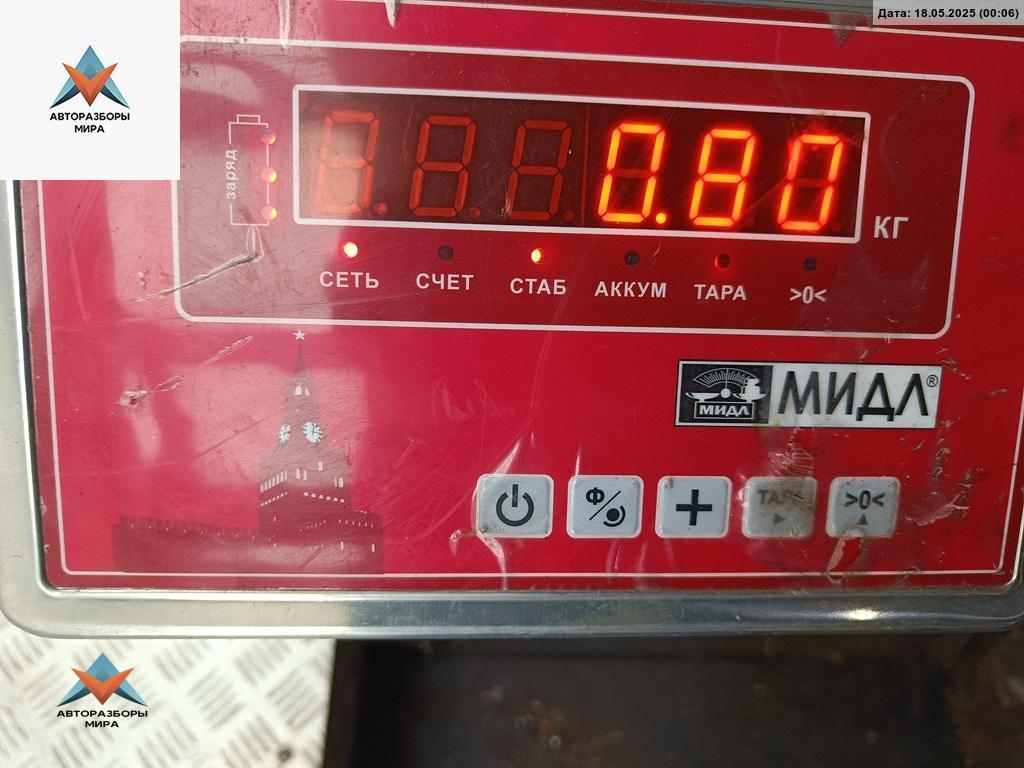 Дата: 18.05.2025 (00:06)
АВТОРАЗБОРЫ
МИРА
заряд
0.80
КГ
СЕТЬ СЧЕТ СТАБ АККУМ ТАРА >0<
МИДЛ МИДЛ®
Ф/ + ТАРА >0<
АВТОРАЗБОРЫ
МИРА